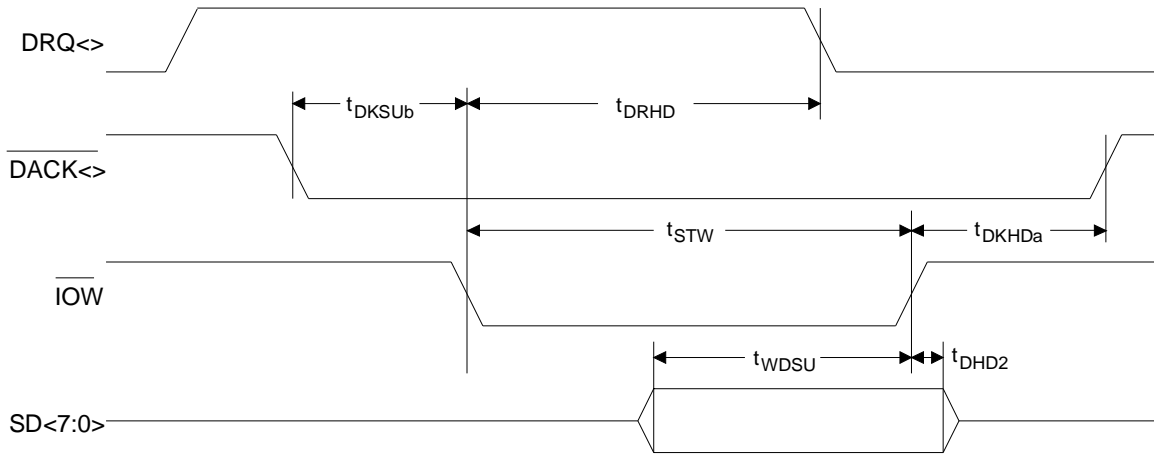 DRQ<>
tDKSUb
tDRHD
DACK<>
tSTW
tDKHDa
IOW
tWDSU
tDHD2
SD<7:0>